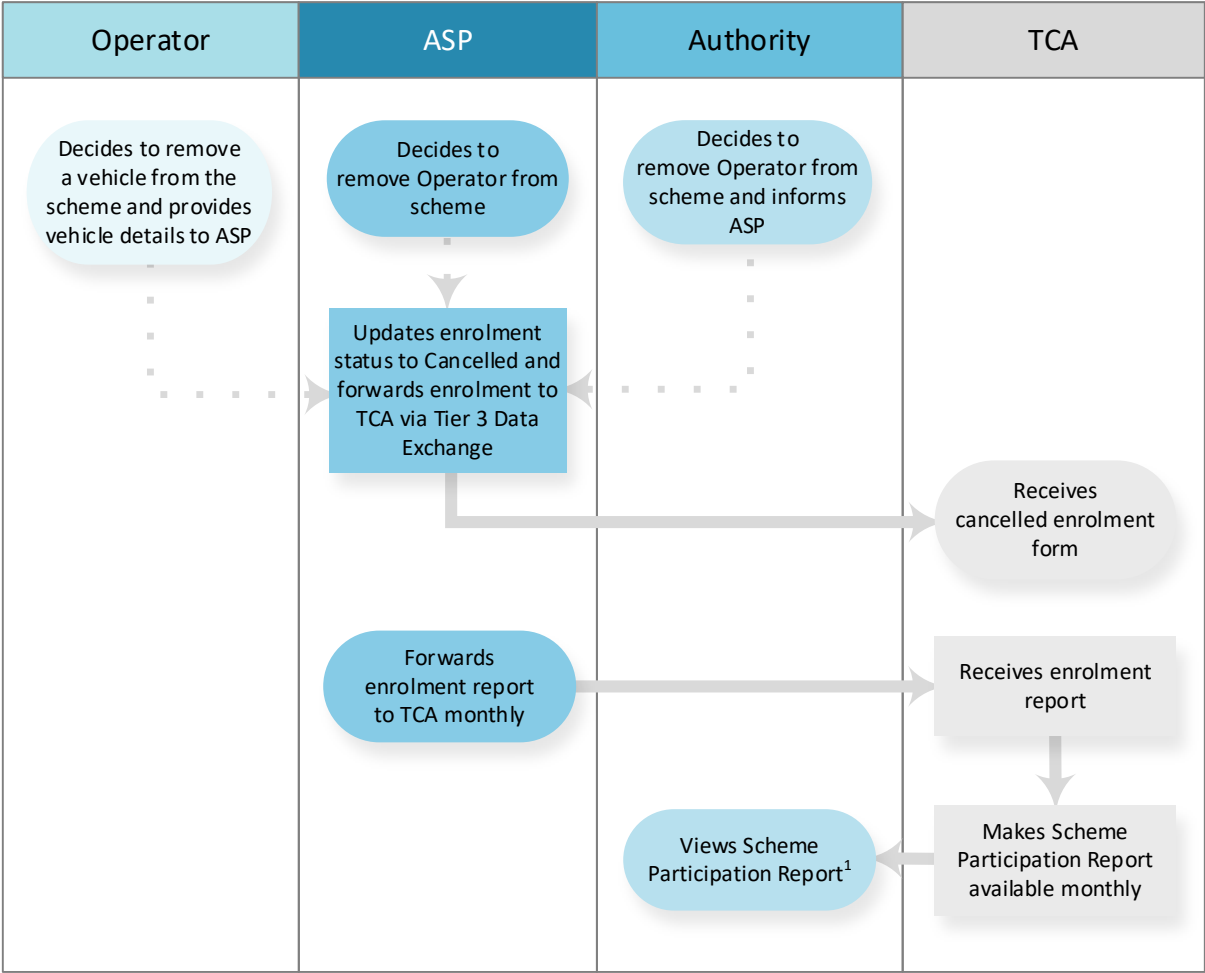 Operator
ASP
Authority
TCA
Decides to remove
a vehicle from the
scheme and provides
vehicle details to ASP
Decides to
remove Operator from
scheme
Decides to
remove Operator from
scheme and informs
ASP
Updates enrolment
status to Cancelled and
forwards enrolment to
TCA via Tier 3 Data
Exchange
Receives
cancelled enrolment
form
Forwards
enrolment report
to TCA monthly
Receives enrolment
report
Makes Scheme
Participation Report
available monthly
Views Scheme
Participation Report¹